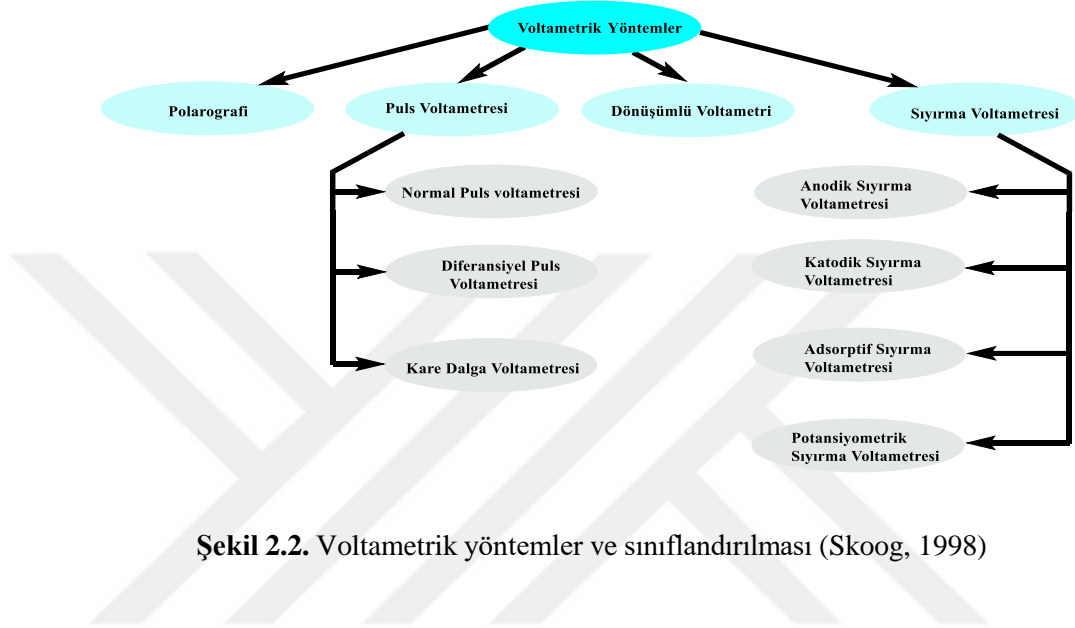 Voltametrik Yöntemler
Polarografi
Puls Voltametresi
Dönüşümlü Voltametri
Sıyırma Voltametresi
Normal Puls voltametresi
Diferansiyel Puls
Voltametresi
Kare Dalga Voltametresi
Anodik Sıyırma
Voltametresi
Katodik Sıyırma
Voltametresi
Adsorptif Sıyırma
Voltametresi
Potansiyometrik
Sıyırma Voltametresi
Şekil 2.2. Voltametrik yöntemler ve sınıflandırılması (Skoog, 1998)